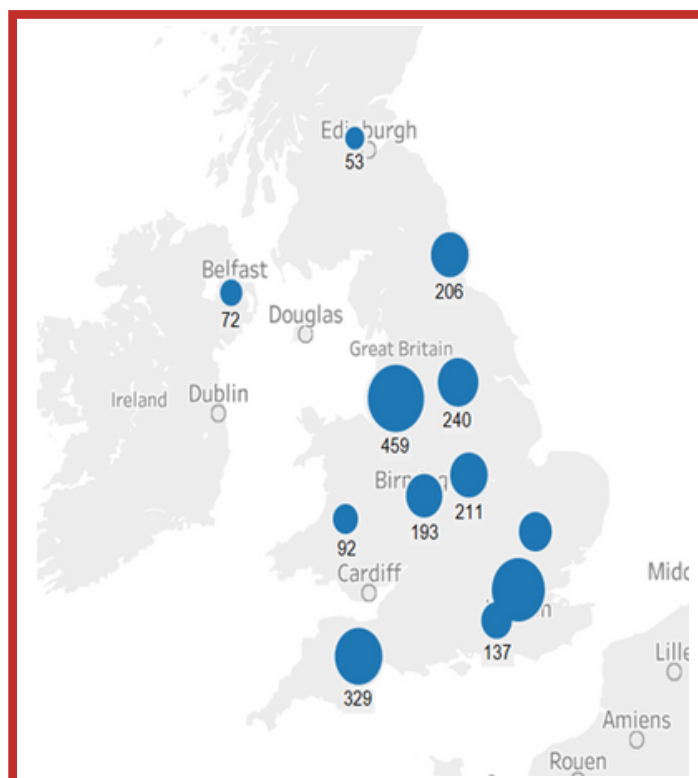 Edinburgh
53
206
Belfast
72
Douglas
Great Britain
Ireland
Dublin
459
240
211
193
92
Cardiff
137
329
Lille
Amiens
Rouen